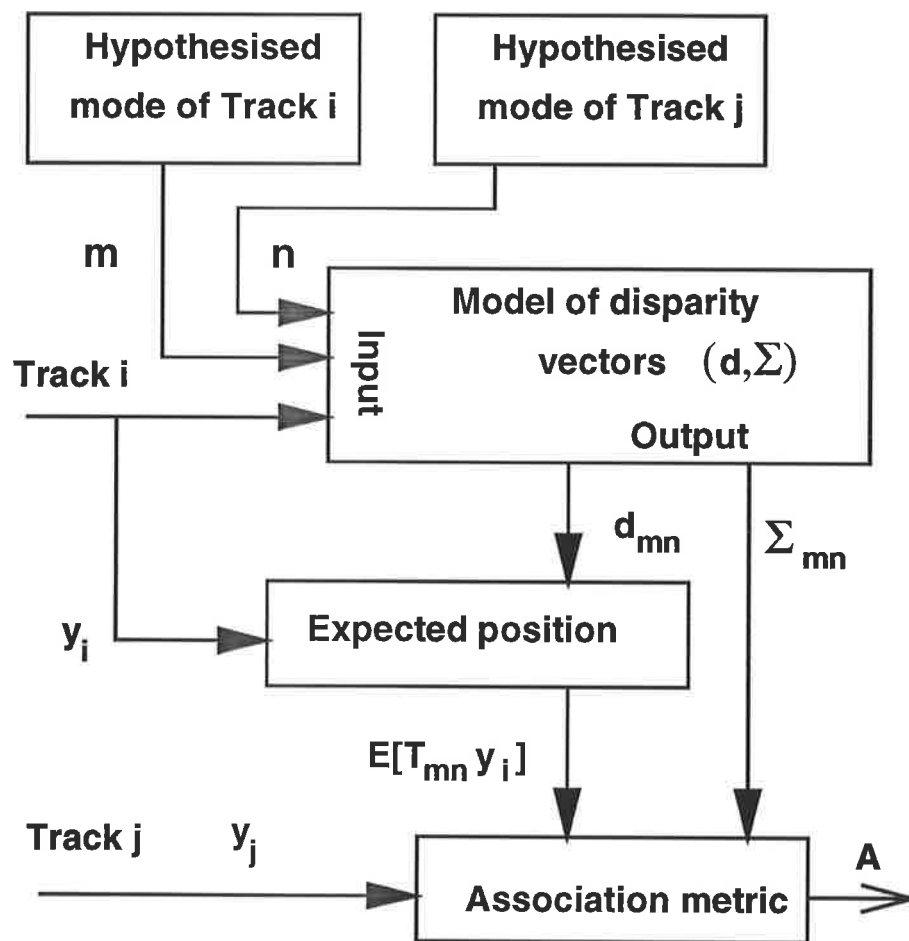 Hypothesised
mode of Track i
Hypothesised
mode of Track j
m
n
Model of disparity
vectors (d,Σ)
Input
Track i
Output
d_mn
Σ_mn
y_i
Expected position
E[T_mn y_i]
Track j
y_j
A
Association metric